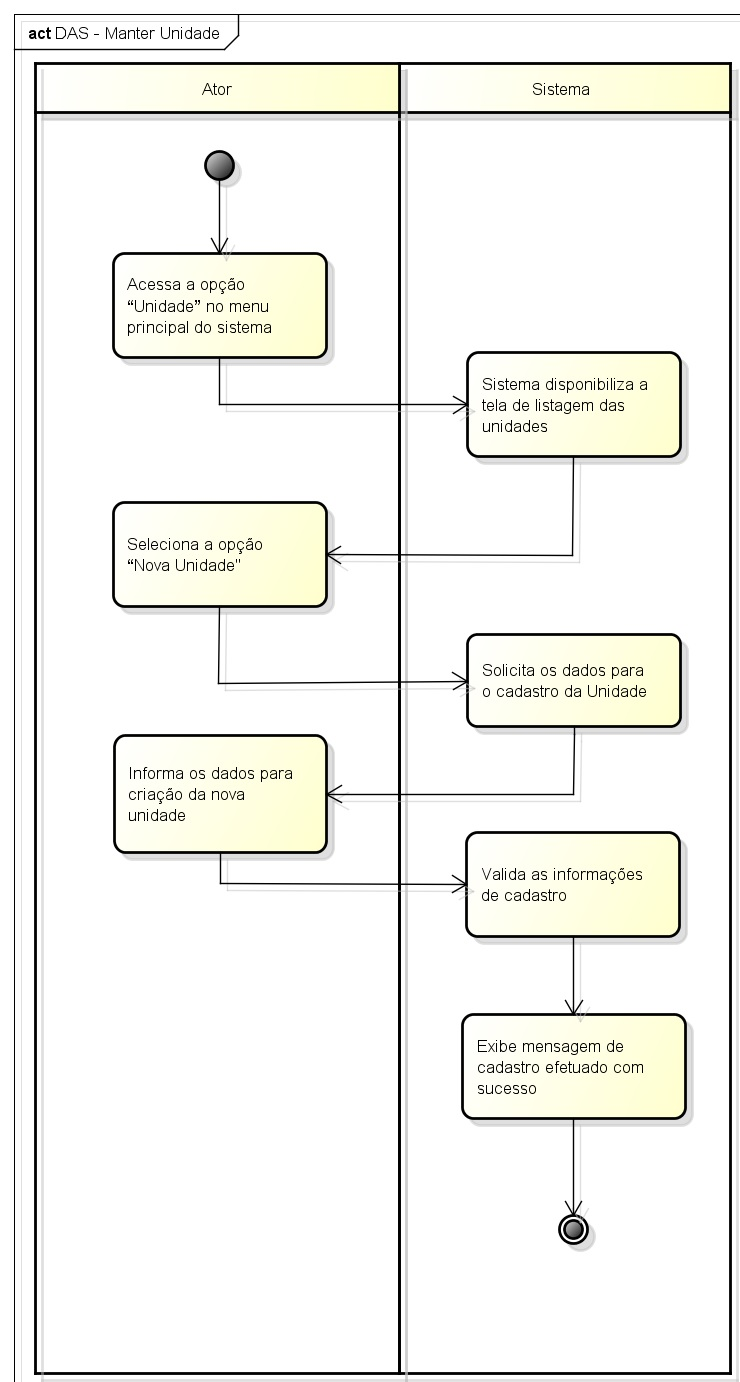 act DAS - Manter Unidade
Ator
Sistema
Acessa a opção
“Unidade” no menu
principal do sistema
Sistema disponibiliza a
tela de listagem das
unidades
Seleciona a opção
“Nova Unidade"
Solicita os dados para
o cadastro da Unidade
Informa os dados para
criação da nova
unidade
Valida as informações
de cadastro
Exibe mensagem de
cadastro efetuado com
sucesso